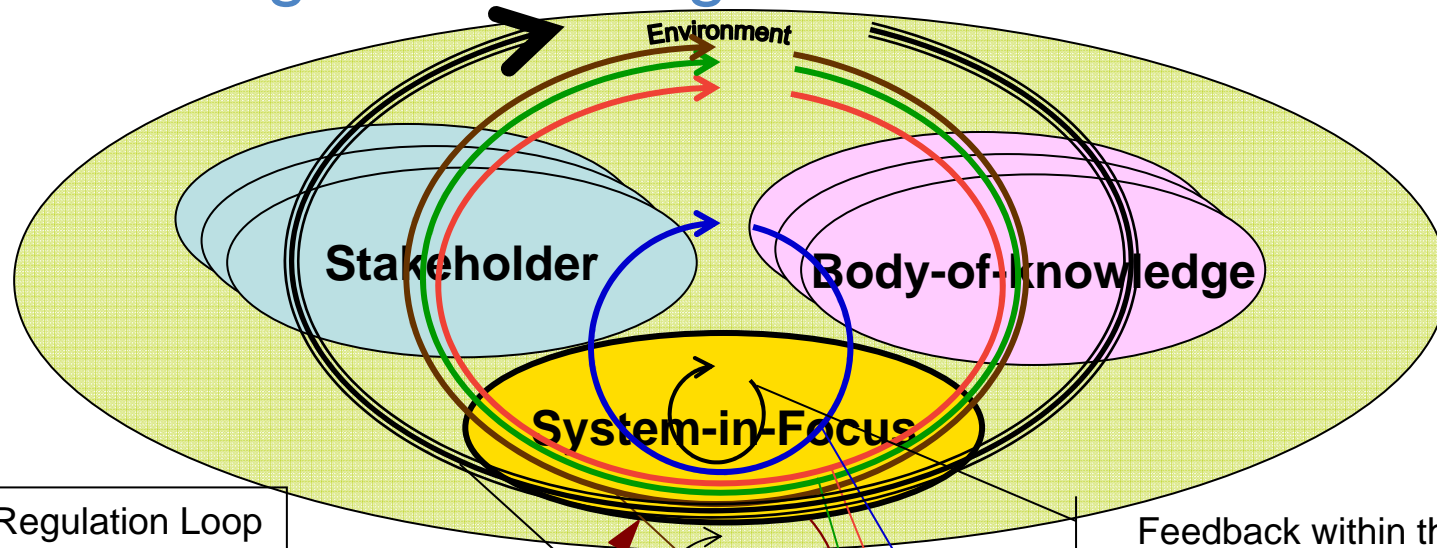 Environment
Stakeholder
Body-of-knowledge
System-in-Focus
Regulation Loop
Feedback within th